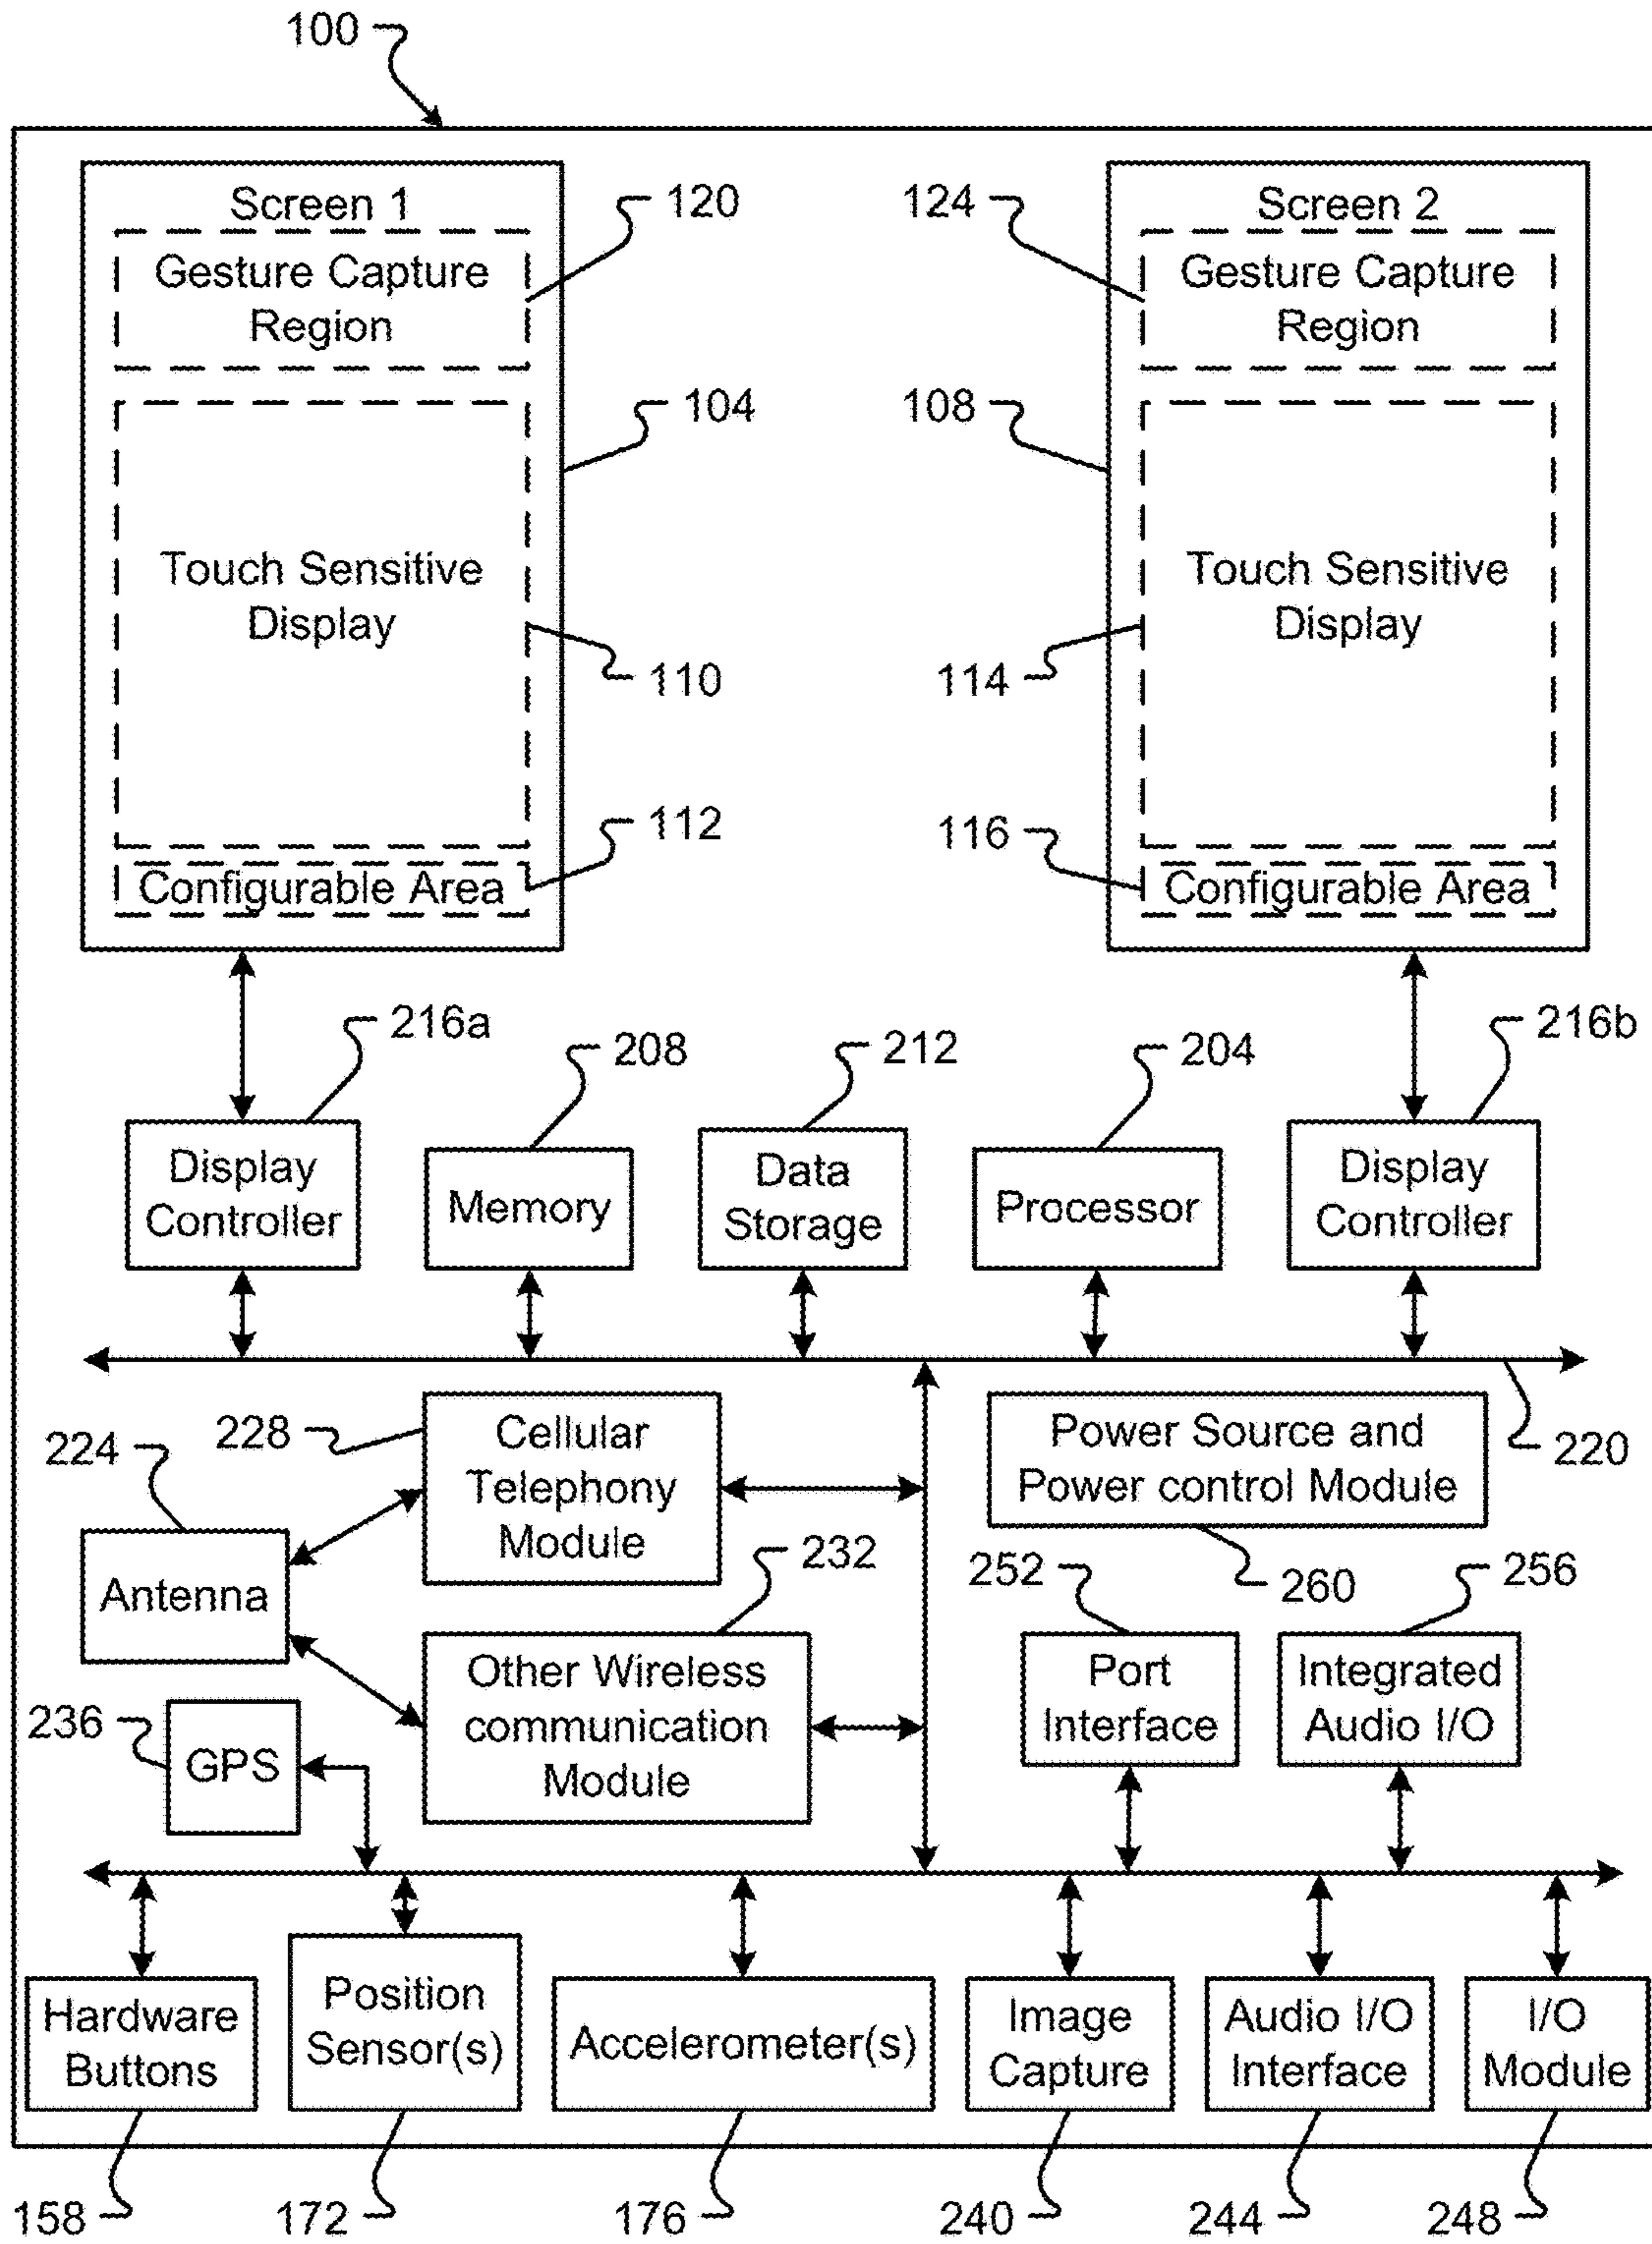 100
Screen 1
120
124
Screen 2
Gesture Capture
Region
Gesture Capture
Region
104
108
Touch Sensitive
Display
Touch Sensitive
Display
110
114
112
116
Configurable Area
Configurable Area
216a
208
212
204
216b
Display
Controller
Memory
Data
Storage
Processor
Display
Controller
224
228
Cellular
Telephony
Module
Power Source and
Power control Module
220
Antenna
232
252
260
256
Other Wireless
communication
Module
Port
Interface
Integrated
Audio I/O
236
GPS
Hardware
Buttons
Position
Sensor(s)
Accelerometer(s)
Image
Capture
Audio I/O
Interface
I/O
Module
158
172
176
240
244
248